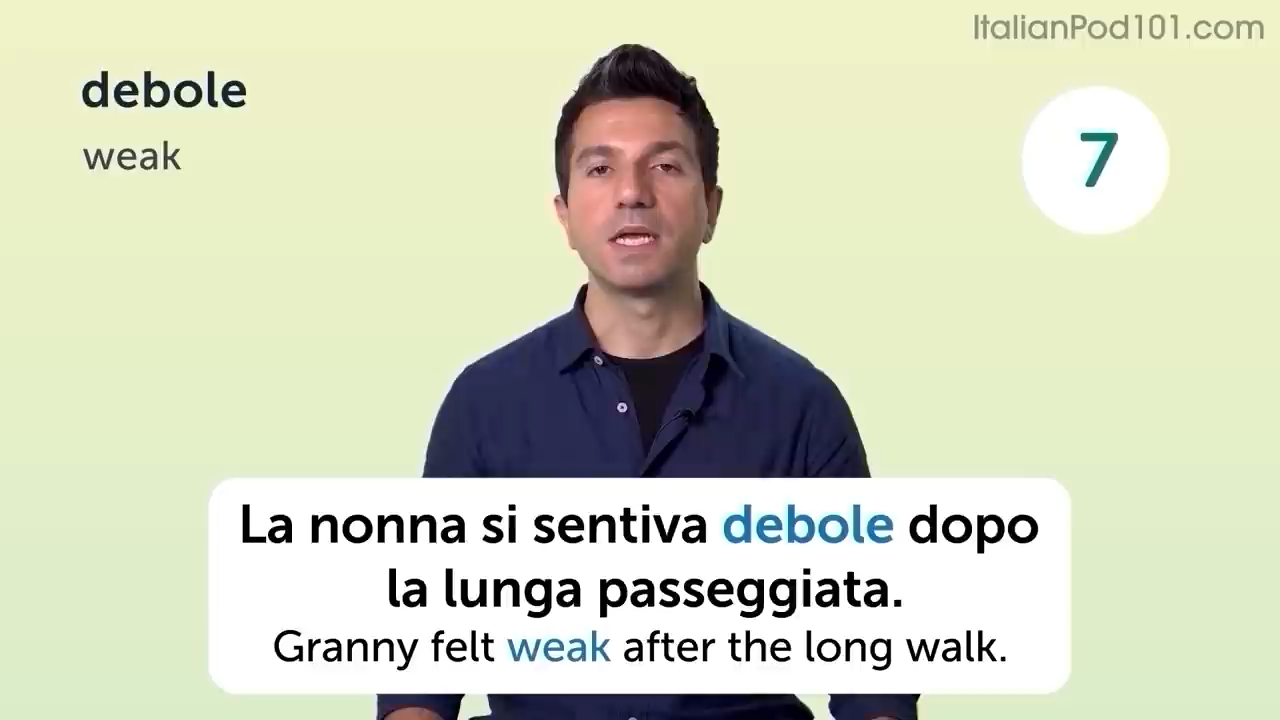 ItalianPod101.com
debole
weak
7
La nonna si sentiva debole dopo
la lunga passeggiata.
Granny felt weak after the long walk.